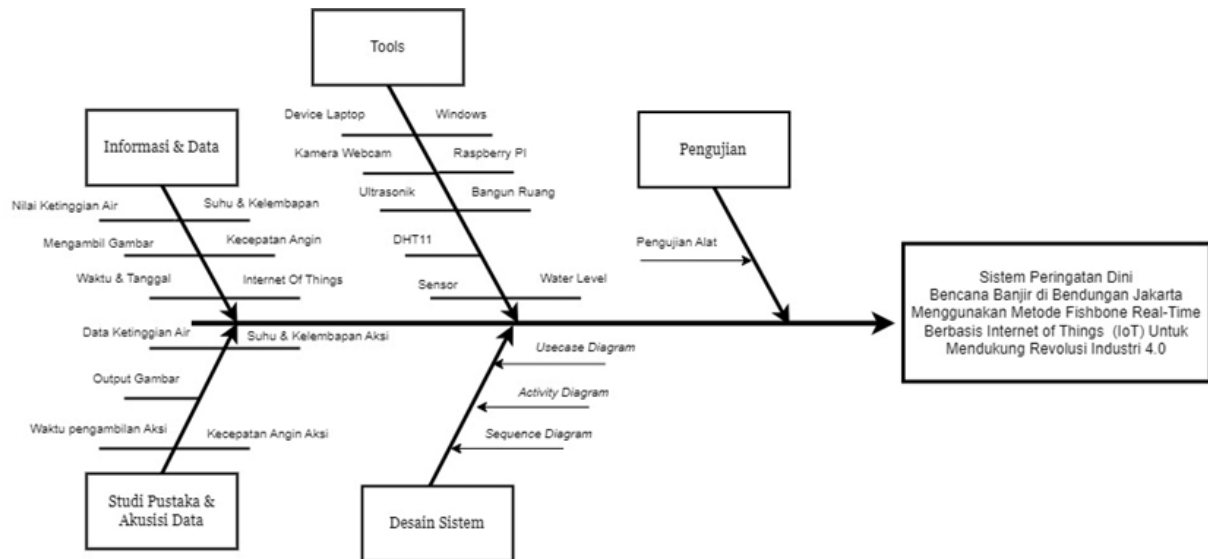 Tools
Device Laptop
Windows
Kamera Webcam
Raspberry PI
Ultrasonik
Bangun Ruang
DHT11
Sensor
Water Level
Informasi & Data
Nilai Ketinggian Air
Suhu & Kelembapan
Mengambil Gambar
Kecepatan Angin
Waktu & Tanggal
Internet Of Things
Pengujian
Pengujian Alat
Sistem Peringatan Dini
Bencana Banjir di Bendungan Jakarta
Menggunakan Metode Fishbone Real-Time
Berbasis Internet of Things (IoT) Untuk
Mendukung Revolusi Industri 4.0
Data Ketinggian Air
Suhu & Kelembapan Aksi
Output Gambar
Waktu pengambilan Aksi
Kecepatan Angin Aksi
Studi Pustaka &
Akusisi Data
Usecase Diagram
Activity Diagram
Sequence Diagram
Desain Sistem